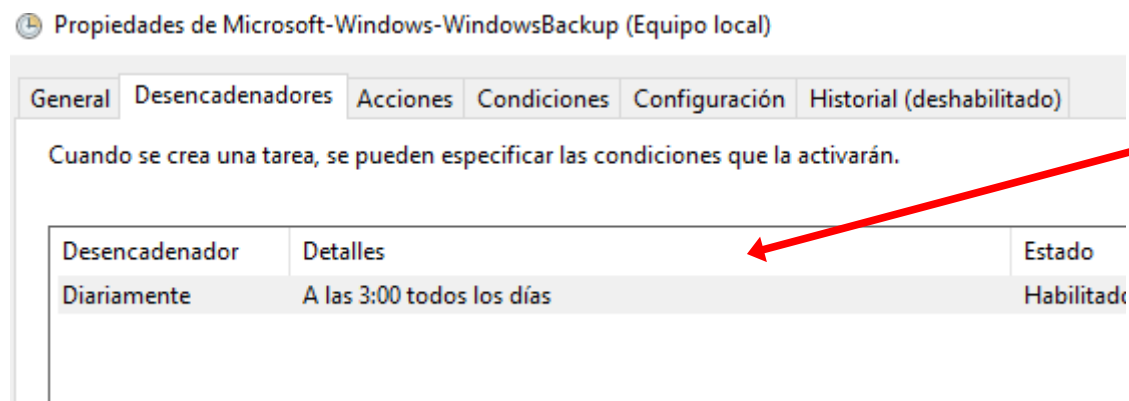 Propiedades de Microsoft-Windows-WindowsBackup (Equipo local)
General Desencadenadores Acciones Condiciones Configuración Historial (deshabilitado)
Cuando se crea una tarea, se pueden especificar las condiciones que la activarán.
Desencadenador Detalles Estado
Diariamente A las 3:00 todos los días Habilitado